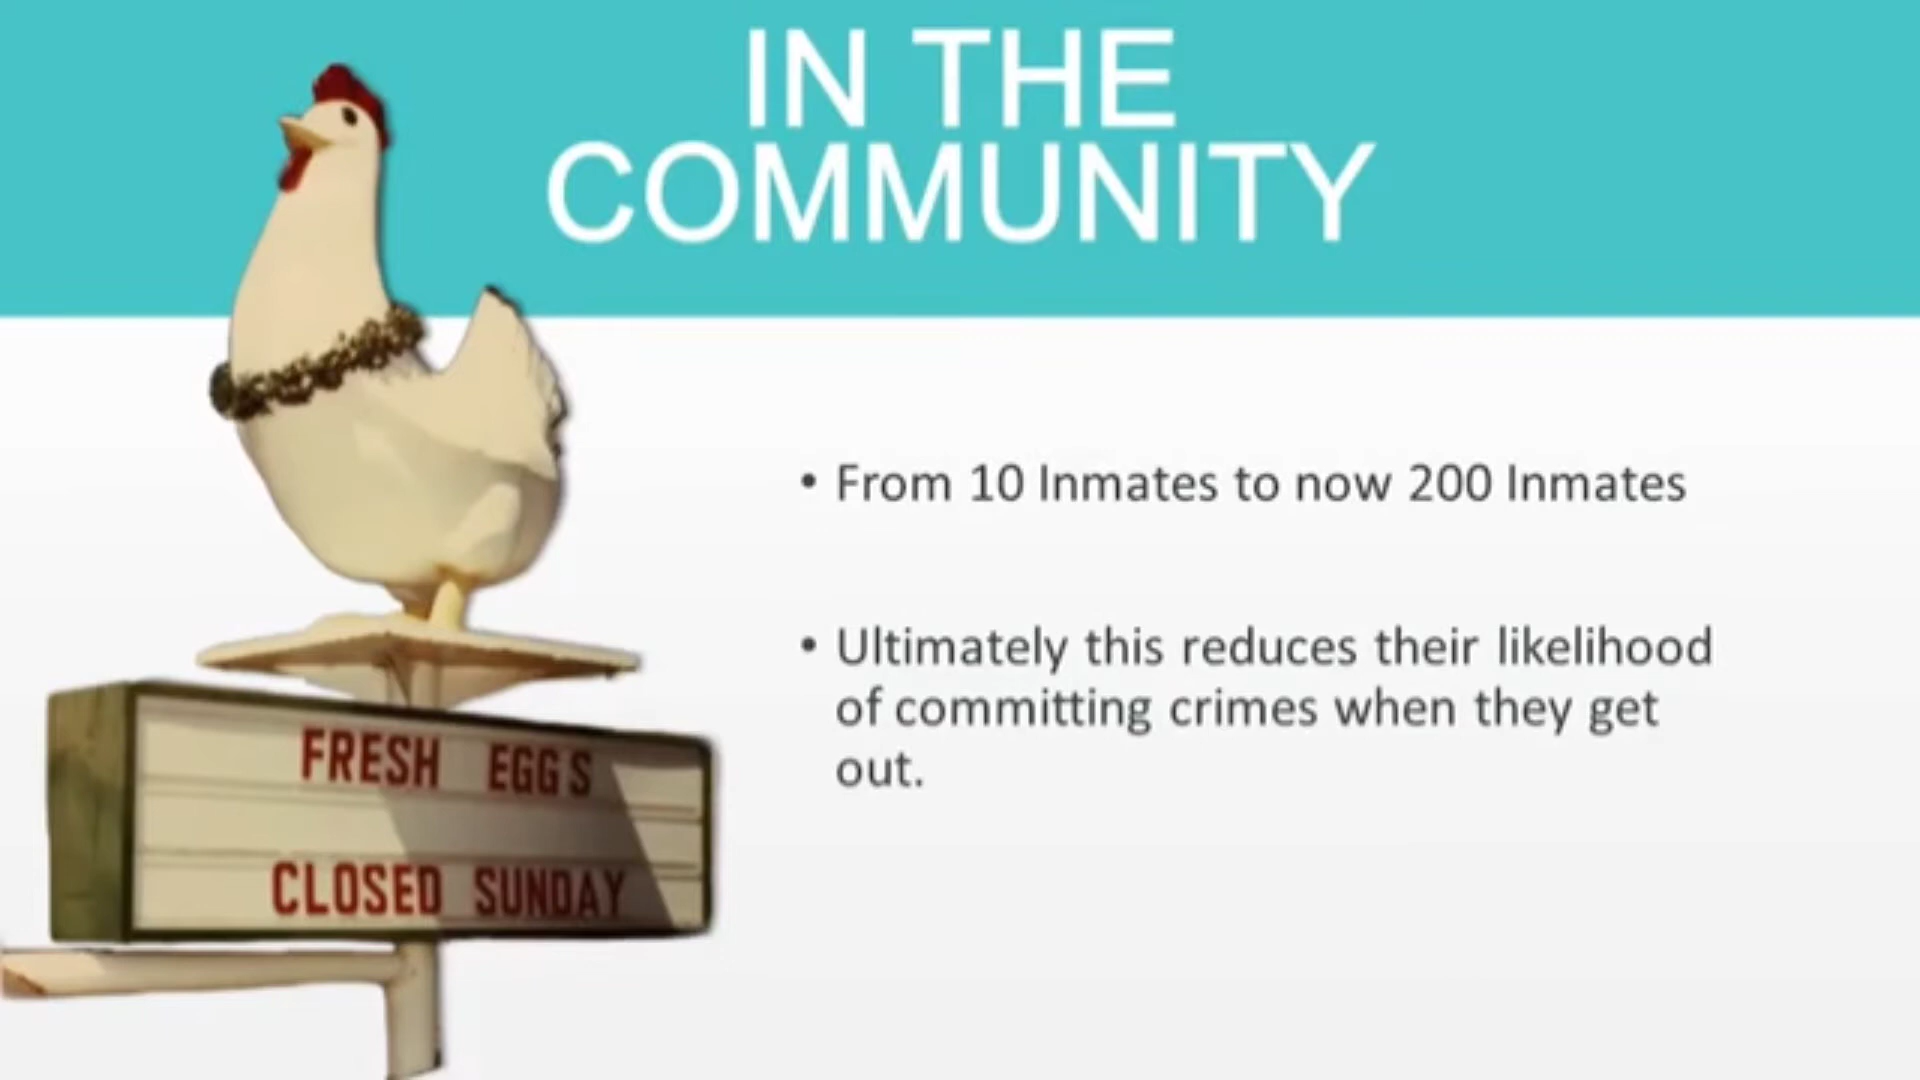 IN THE
COMMUNITY
• From 10 Inmates to now 200 Inmates
• Ultimately this reduces their likelihood
of committing crimes when they get
out.
FRESH EGGS
CLOSED SUNDAY